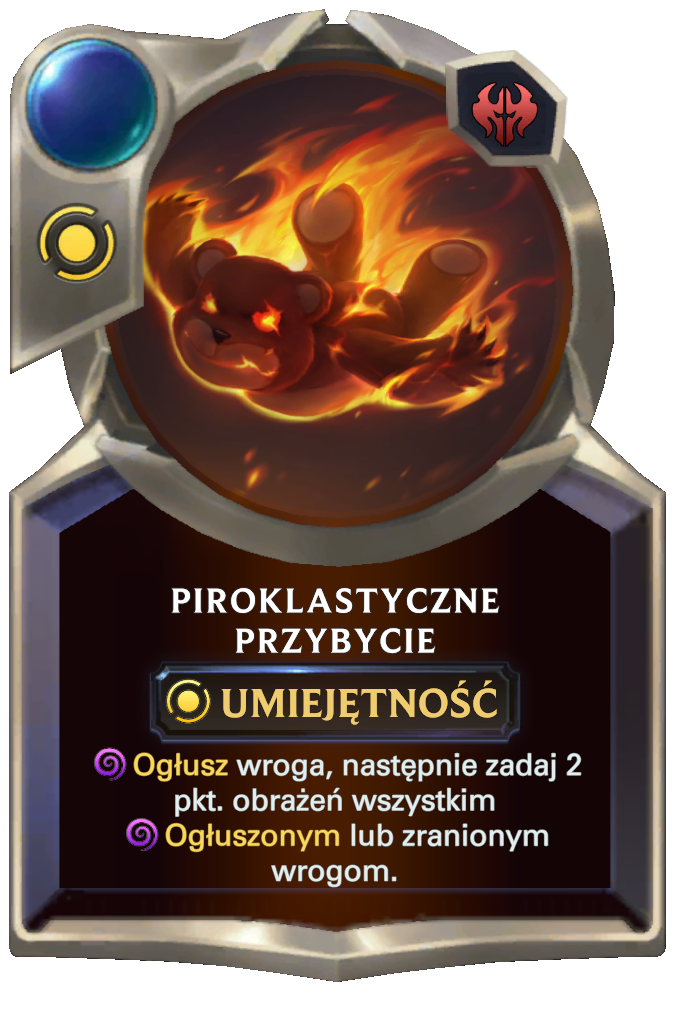 PIROKLASTYCZNE
PRZYBYCIE
UMIEJĘTNOŚĆ
Ogłusz wroga, następnie zadaj 2
pkt. obrażeń wszystkim
Ogłuszonym lub zranionym
wrogom.